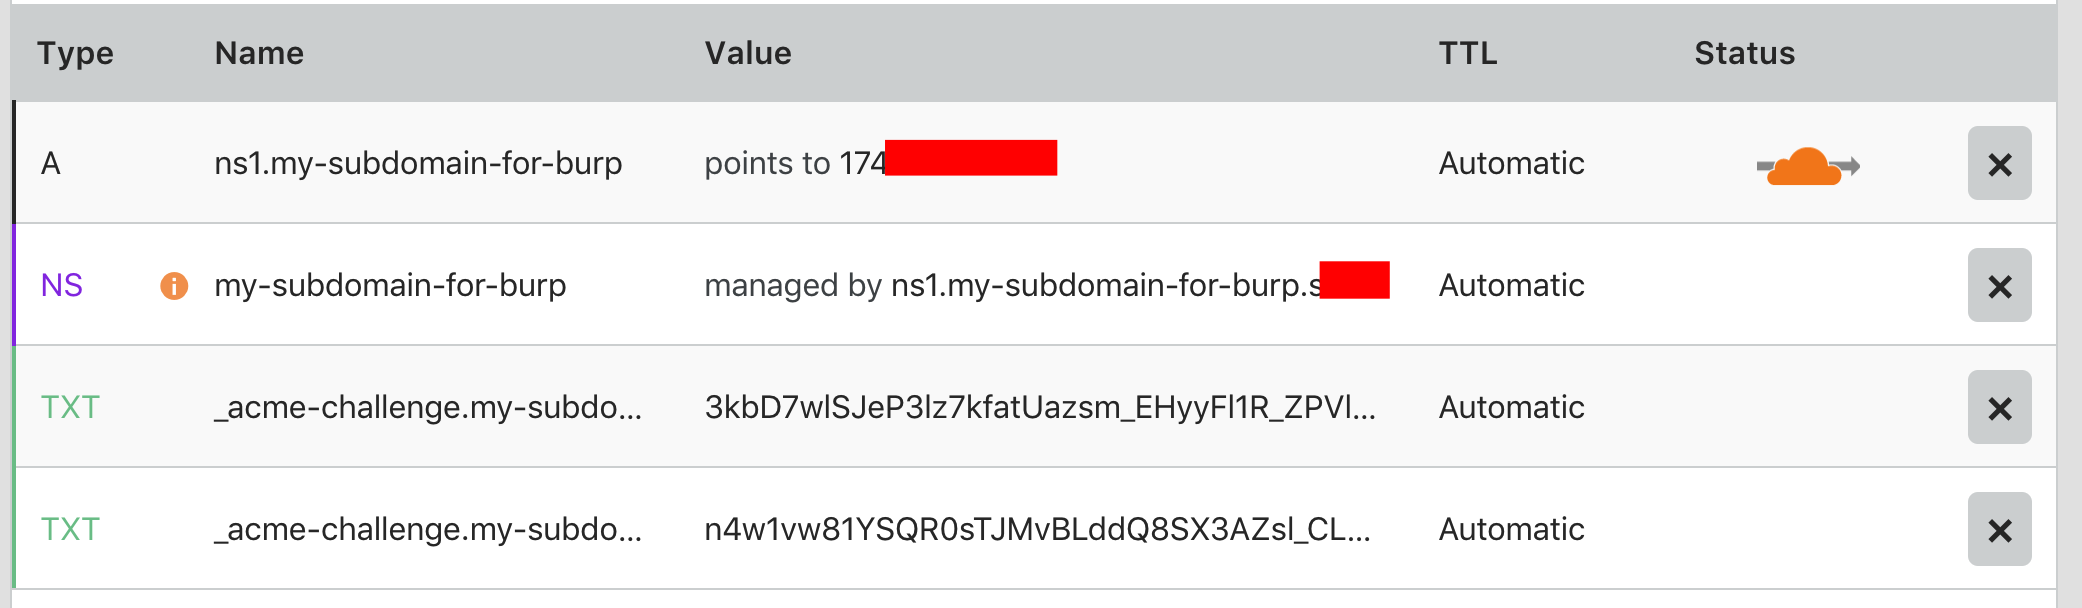 Type Name Value TTL Status
A ns1.my-subdomain-for-burp points to 174 Automatic
NS my-subdomain-for-burp managed by ns1.my-subdomain-for-burp.s Automatic
TXT _acme-challenge.my-subdo... 3kbD7wlSJeP3lz7kfatUazsm_EHyyFl1R_ZPVl... Automatic
TXT _acme-challenge.my-subdo... n4w1vw81YSQR0sTJMvBLddQ8SX3AZsl_CL... Automatic